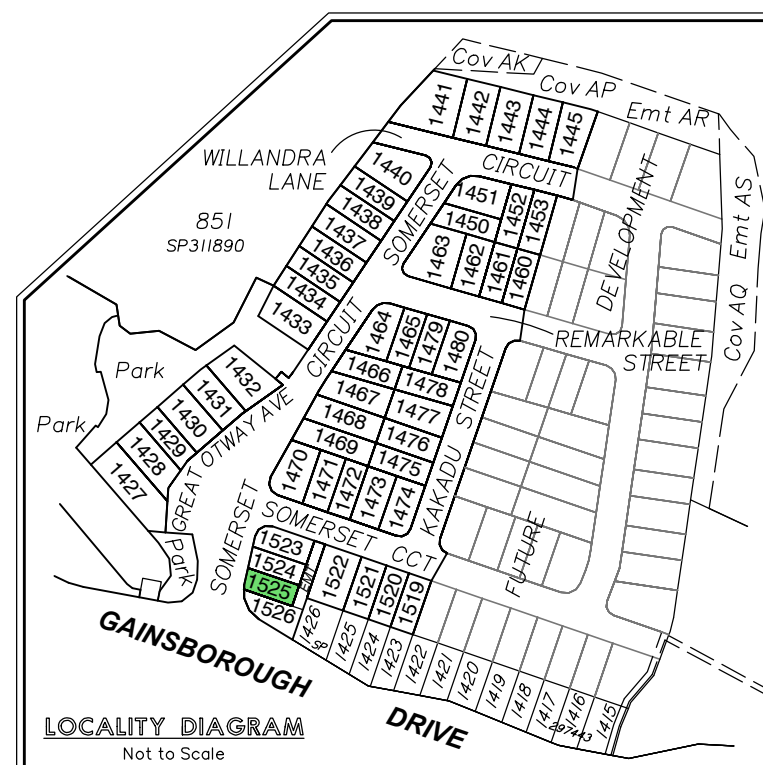 Cov AK
Cov AP
Emt AR
1441
1442
1443
1444
1445
WILLANDRA
LANE
1440
CIRCUIT
SOMERSET
DEVELOPMENT
Cov AQ Emt AS
1439
1438
1437
1436
1435
1434
1433
1451
1452
1453
1450
1463
1462
1461
1460
851
SP311890
CIRCUIT
1464
1465
1479
1480
REMARKABLE
STREET
Park
1432
1431
1430
1429
1428
1427
GREAT OTWAY AVE
Park
1466
1478
1467
1477
1468
1476
1469
1475
1470
1471
1472
1473
1474
KAKADU STREET
SOMERSET
SOMERSET CCT
FUTURE
Park
1523
1524
1525
1526
EMT
1522
1521
1520
1519
1426
SP
1425
1424
1423
1422
1421
1420
1419
1418
1417
1416
1415
297443
GAINSBOROUGH
DRIVE
LOCALITY DIAGRAM
Not to Scale